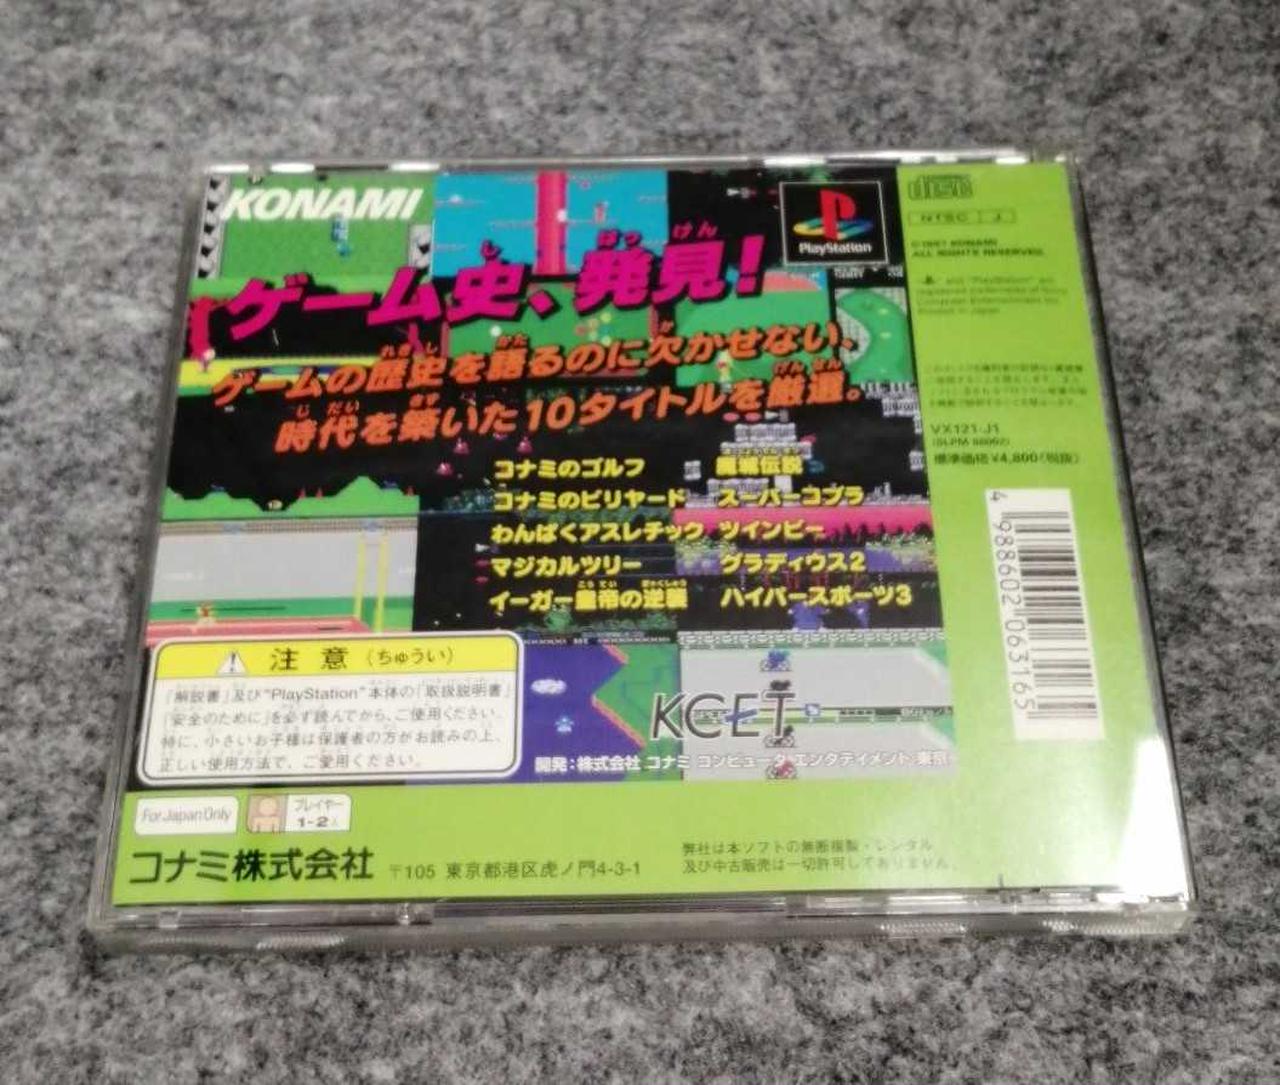 KONAMI
PlayStation
ゲーム史、発見!
ゲームの歴史を語るのに欠かせない、
時代を築いた10タイトルを厳選。
コナミのゴルフ
コナミのビリヤード
わんぱくアスレチック
マジカルツリー
イーガー皇帝の逆襲
魔城伝説
スーパーコブラ
ツインビー
グラディウス2
ハイパースポーツ3
注意(ちゅうい)
「解説書」及び"PlayStation"本体の「取扱説明書」
「安全のために」を必ず読んでから、ご使用ください。
特に、小さいお子様は保護者の方がお読みの上、
正しい使用方法で、ご愛用ください。
KCET
開発:株式会社 コナミ コンピュータ エンタテイメント 東京
For Japan Only
プレイヤー
1-2人
コナミ株式会社
〒105 東京都港区虎ノ門4-3-1
弊社は本ソフトの無断複製・レンタル
及び中古販売は一切許可しておりません。
disc
NTSC J
©1997 KONAMI
ALL RIGHTS RESERVED.
VX121-J1
(SLPM 86052)
標準価格¥4,800(税抜)
4 988602 063165